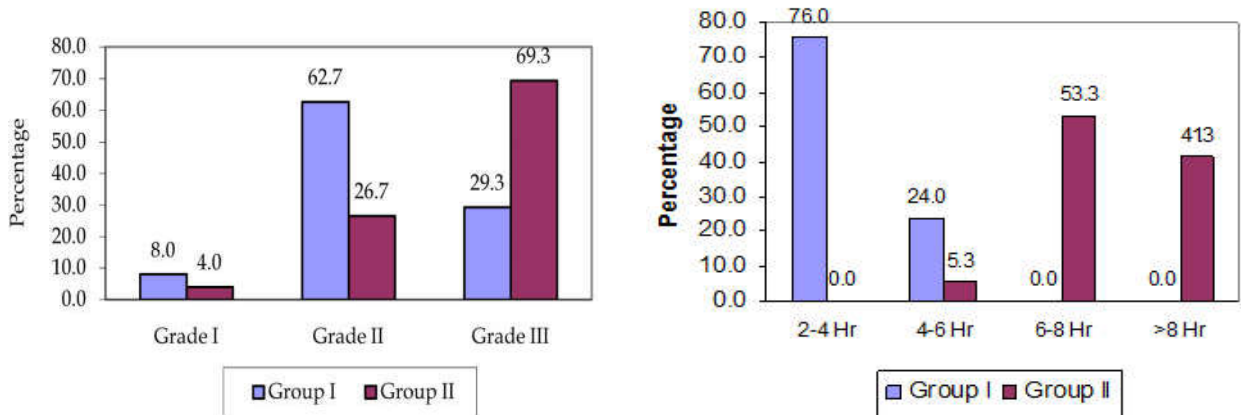 80.0
70.0
60.0
50.0
40.0
30.0
20.0
10.0
0.0
Percentage
8.0
4.0
62.7
26.7
29.3
69.3
Grade I
Grade II
Grade III
Group I
Group II
80.0
70.0
60.0
50.0
40.0
30.0
20.0
10.0
0.0
Percentage
76.0
0.0
24.0
5.3
0.0
53.3
0.0
413
2-4 Hr
4-6 Hr
6-8 Hr
>8 Hr
Group I
Group II